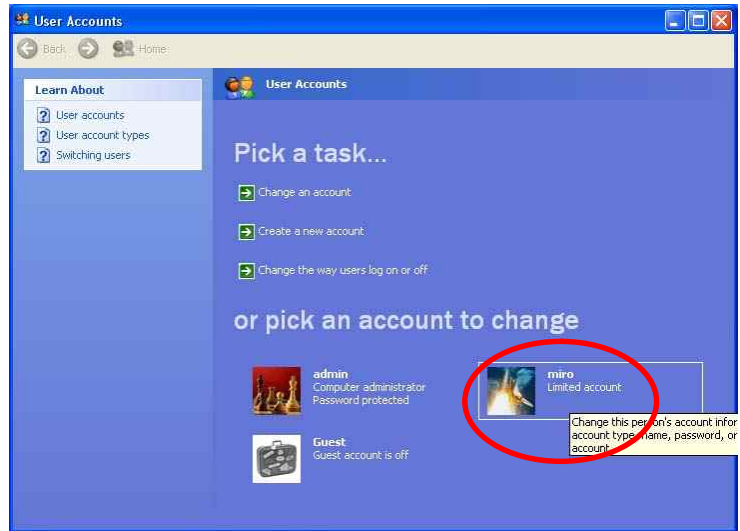 User Accounts
Back Home
Learn About
User accounts
User account types
Switching users
User Accounts
Pick a task...
Change an account
Create a new account
Change the way users log on or off
or pick an account to change
admin
Computer administrator
Password protected
miro
Limited account
Guest
Guest account is off
Change this person's account infor
account type, name, password, or
account